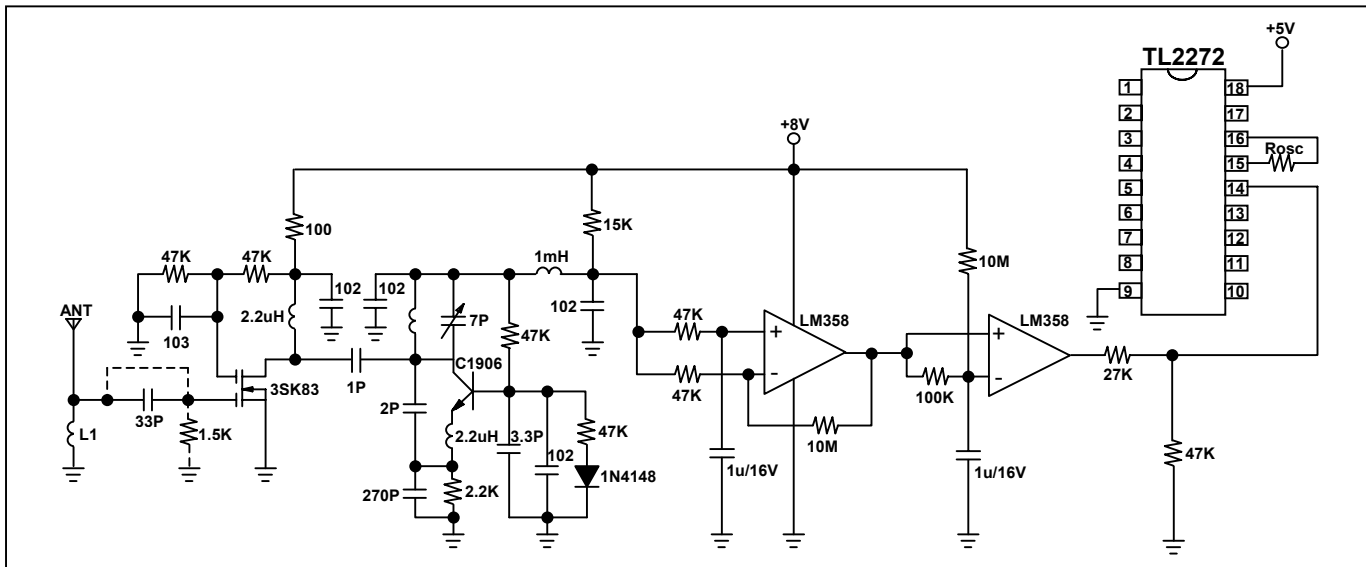 +5V
TL2272
1
18
2
17
3
16
Rosc
4
15
5
14
6
13
7
12
8
11
9
10
+8V
100
15K
47K
47K
1mH
10M
ANT
102
102
102
2.2uH
7P
47K
LM358
LM358
103
47K
+
+
C1906
3SK83
1P
-
-
27K
33P
2P
47K
100K
L1
1.5K
2.2uH
3.3P
47K
10M
102
47K
1N4148
1u/16V
1u/16V
270P
2.2K